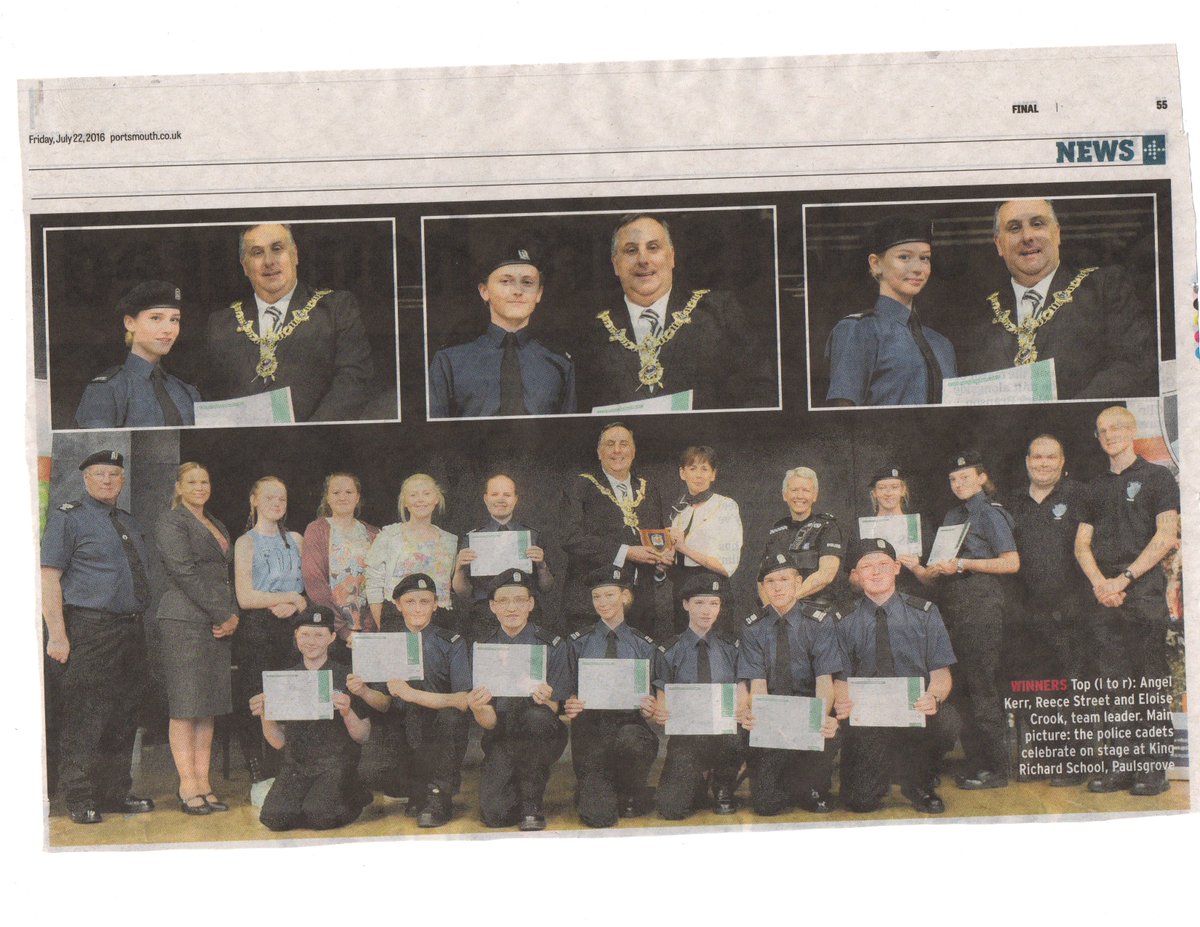 FINAL
55
Friday, July 22, 2016 portsmouth.co.uk
NEWS
WINNERS Top (l to r): Angel
Kerr, Reece Street and Eloise
Crook, team leader. Main
picture: the police cadets
celebrate on stage at King
Richard School, Paulsgrove